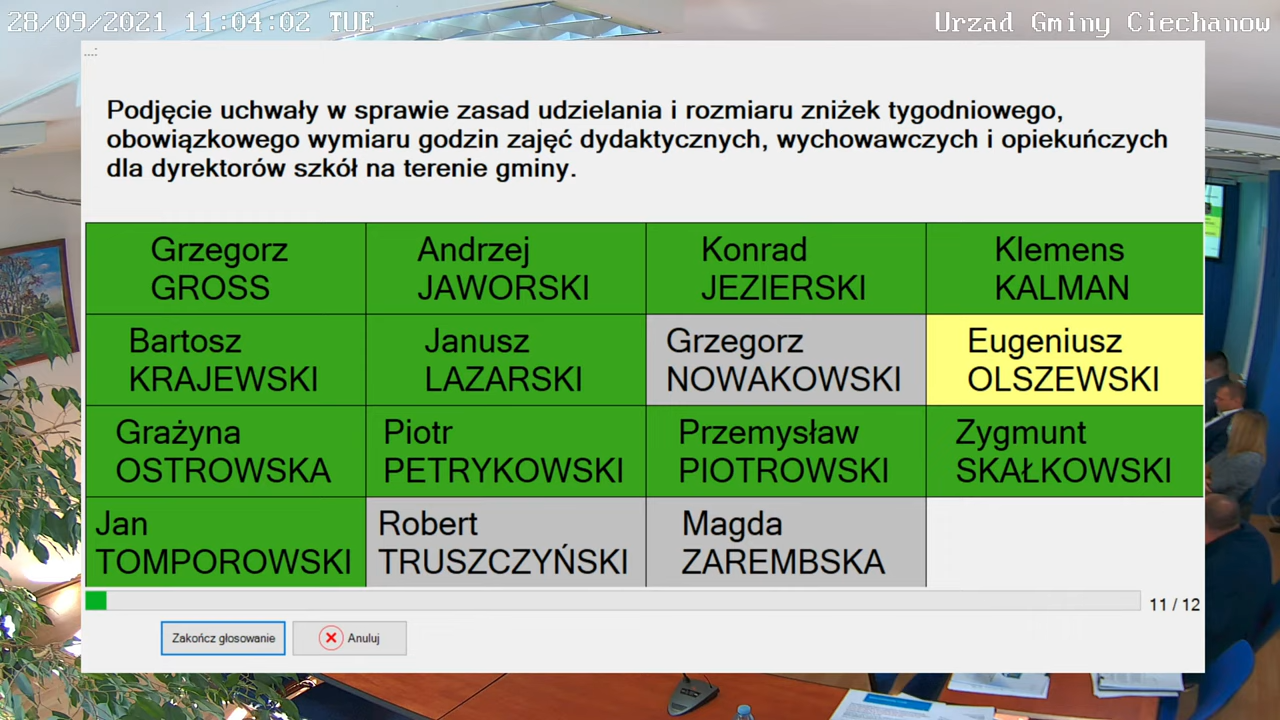 28/09/2021 11:04:02 TUE
Urzad Gminy Ciechanow
Podjęcie uchwały w sprawie zasad udzielania i rozmiaru zniżek tygodniowego,
obowiązkowego wymiaru godzin zajęć dydaktycznych, wychowawczych i opiekuńczych
dla dyrektorów szkół na terenie gminy.
Grzegorz
GROSS
Andrzej
JAWORSKI
Konrad
JEZIERSKI
Klemens
KALMAN
Bartosz
KRAJEWSKI
Janusz
LAZARSKI
Grzegorz
NOWAKOWSKI
Eugeniusz
OLSZEWSKI
Grażyna
OSTROWSKA
Piotr
PETRYKOWSKI
Przemysław
PIOTROWSKI
Zygmunt
SKAŁKOWSKI
Jan
TOMPOROWSKI
Robert
TRUSZCZYŃSKI
Magda
ZAREMBSKA
11 / 12
Zakończ głosowanie
Anuluj